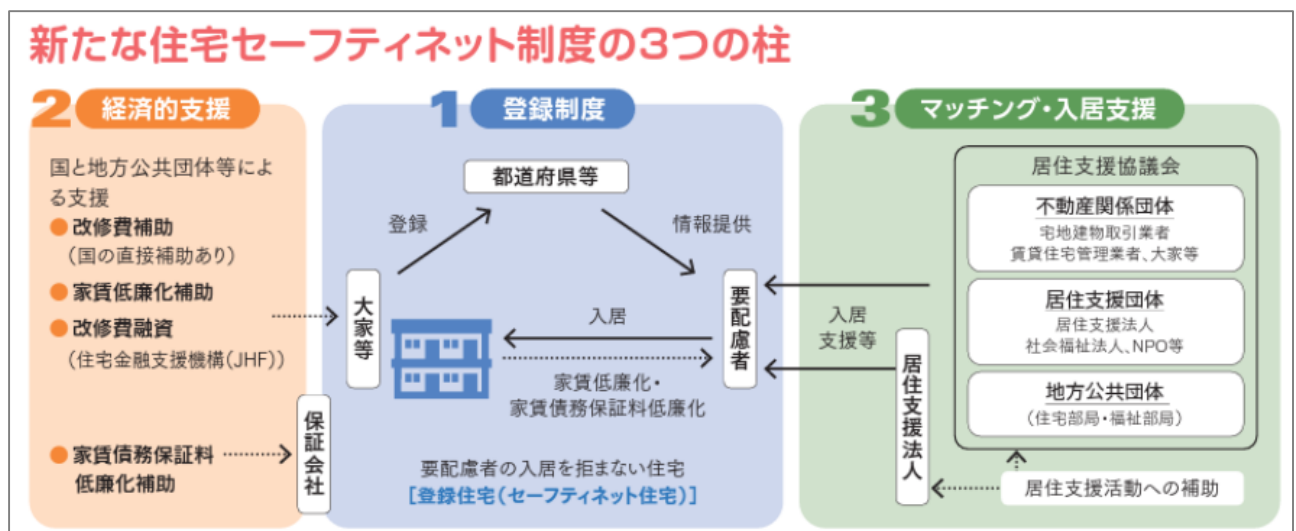 新たな住宅セーフティネット制度の3つの柱
2 経済的支援
国と地方公共団体等によ
る支援
● 改修費補助
（国の直接補助あり）
● 家賃低廉化補助
● 改修費融資
（住宅金融支援機構（JHF））
● 家賃債務保証料
低廉化補助
保証会社
1 登録制度
都道府県等
登録
情報提供
大家等
要配慮者
入居
家賃低廉化・
家賃債務保証料低廉化
要配慮者の入居を拒まない住宅
［登録住宅（セーフティネット住宅）］
3 マッチング・入居支援
入居
支援等
居住支援法人
居住支援協議会
不動産関係団体
宅地建物取引業者
賃貸住宅管理業者、大家等
居住支援団体
居住支援法人
社会福祉法人、NPO等
地方公共団体
（住宅部局・福祉部局）
居住支援活動への補助